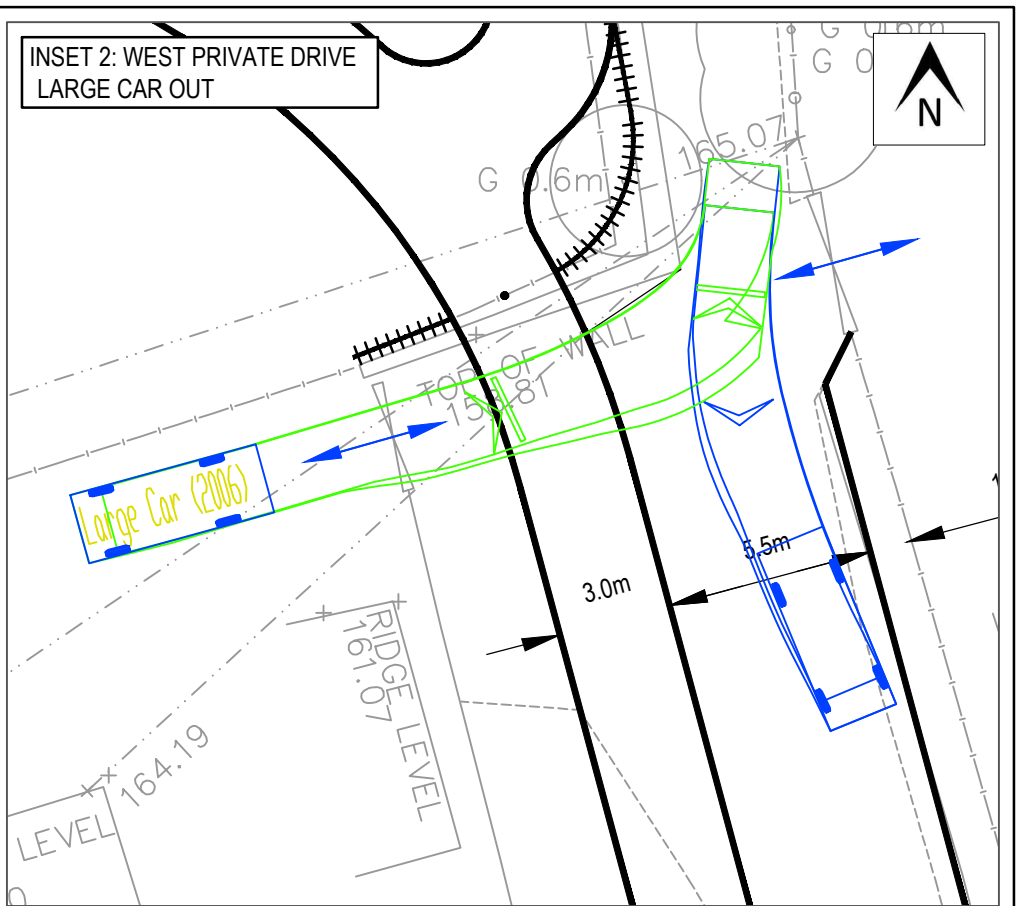 INSET 2: WEST PRIVATE DRIVE
LARGE CAR OUT
N
G 0.6m
165.07
TOP OF WALL
Large Car (2006)
5.5m
3.0m
RIDGE LEVEL
161.07
164.19
LEVEL